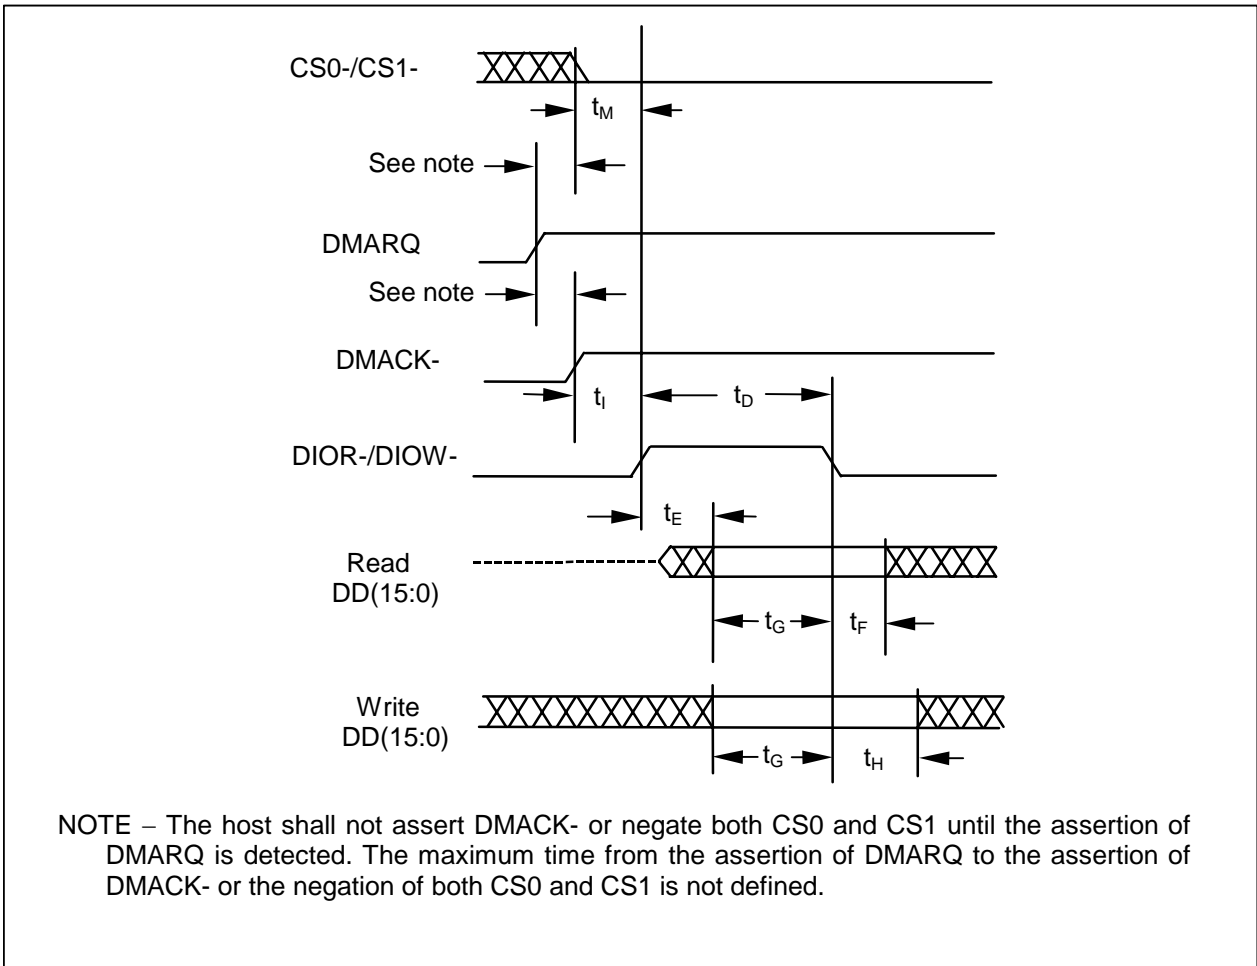 CS0-/CS1-
tM
See note
DMARQ
See note
DMACK-
tI
tD
DIOR-/DIOW-
tE
Read
DD(15:0)
tG
tF
Write
DD(15:0)
tG
tH
NOTE – The host shall not assert DMACK- or negate both CS0 and CS1 until the assertion of
DMARQ is detected. The maximum time from the assertion of DMARQ to the assertion of
DMACK- or the negation of both CS0 and CS1 is not defined.